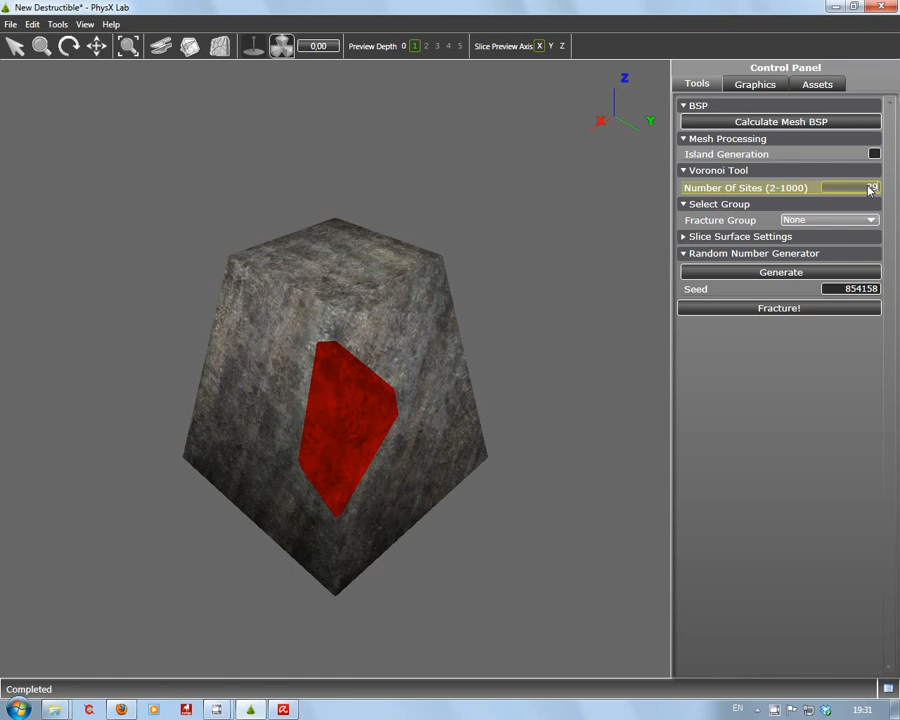 New Destructible* - PhysX Lab
File Edit Tools View Help
0,00 Preview Depth 0 1 2 3 4 5 Slice Preview Axis X Y Z
Control Panel
Tools Graphics Assets
BSP
Calculate Mesh BSP
Mesh Processing
Island Generation
Voronoi Tool
Number Of Sites (2-1000)
Select Group
Fracture Group None
Slice Surface Settings
Random Number Generator
Generate
Seed 854158
Fracture!
Z
X Y
Completed
EN 19:31